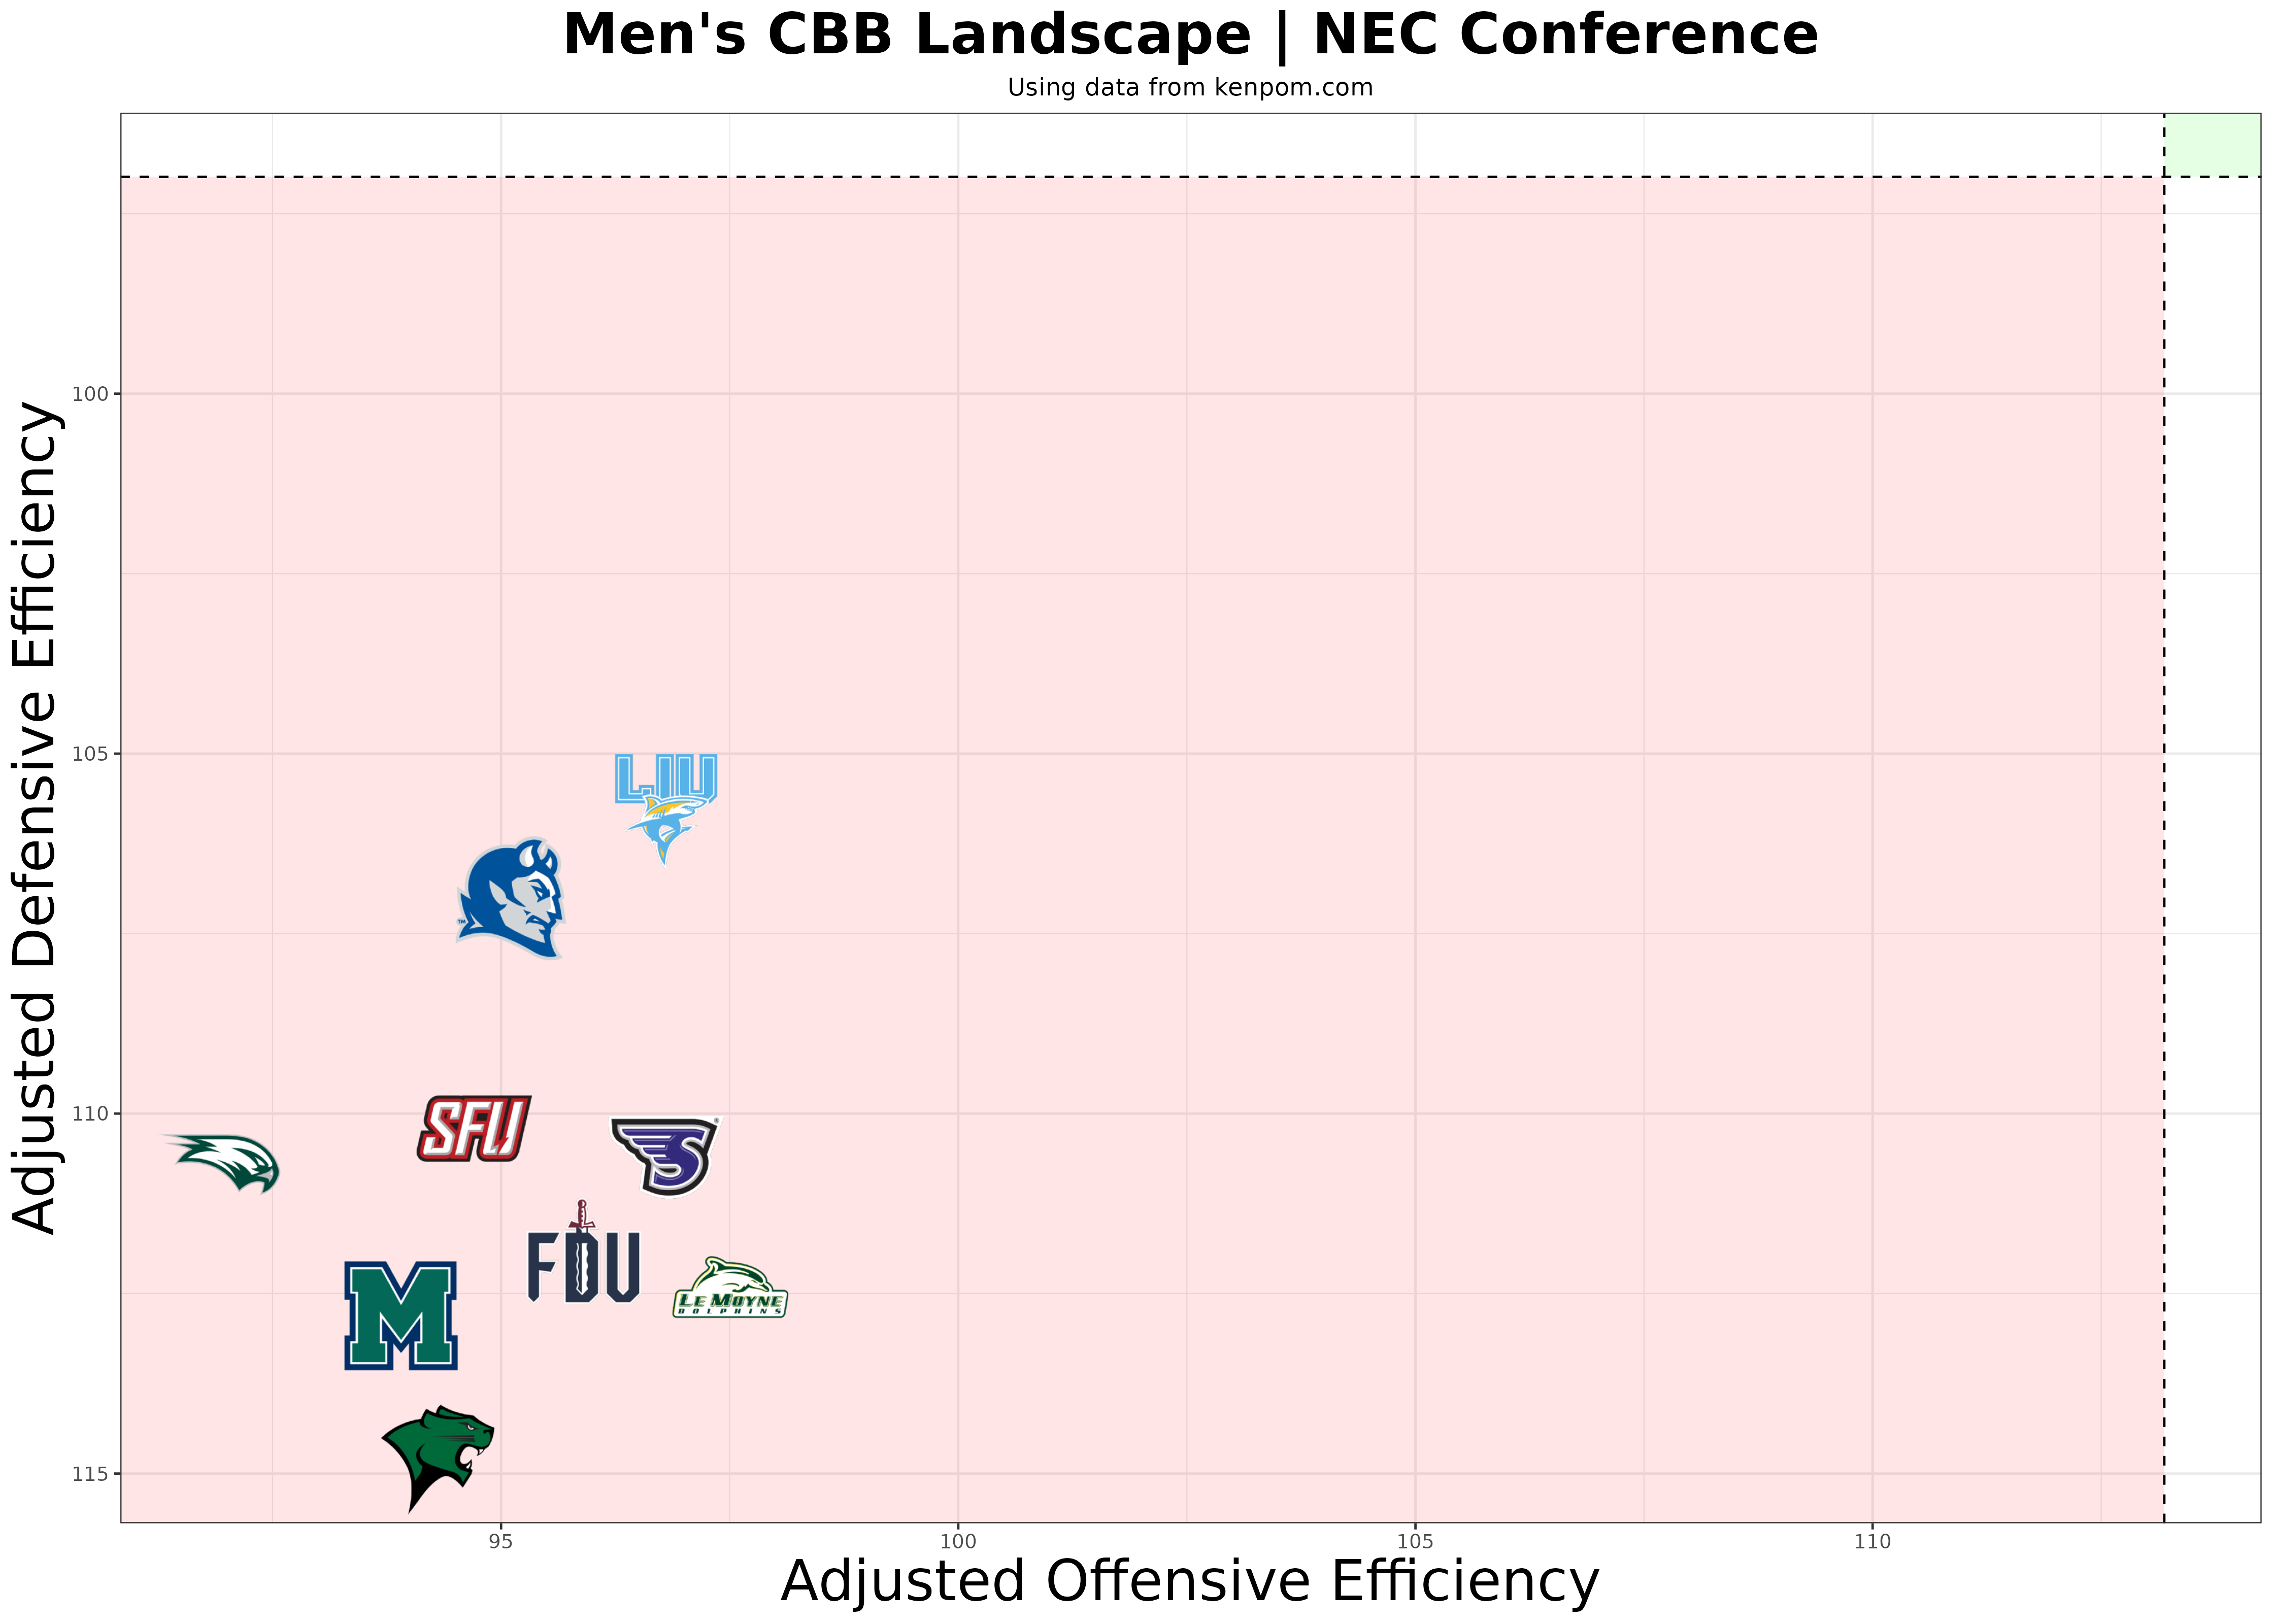 Men's CBB Landscape | NEC Conference
Using data from kenpom.com
Adjusted Defensive Efficiency
100
105
110
115
LIU
TM
SFU
S
®
FDU
LE MOYNE
DOLPHINS
M
95
100
105
110
Adjusted Offensive Efficiency